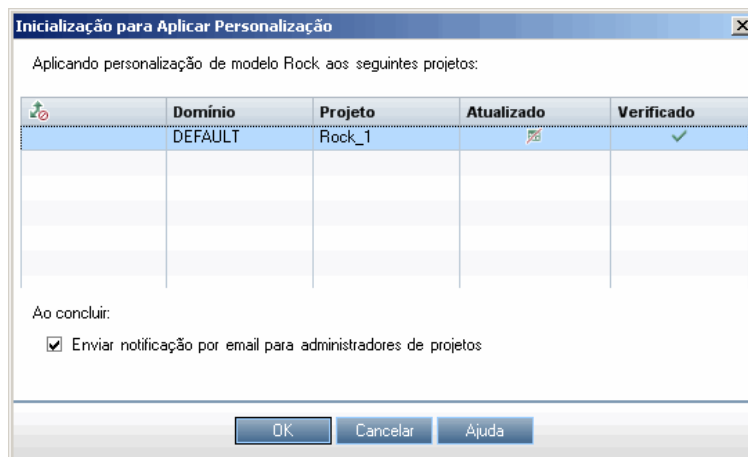 Inicialização para Aplicar Personalização
Aplicando personalização de modelo Rock aos seguintes projetos:
Domínio Projeto Atualizado Verificado
DEFAULT Rock_1
Ao concluir:
Enviar notificação por email para administradores de projetos
OK Cancelar Ajuda